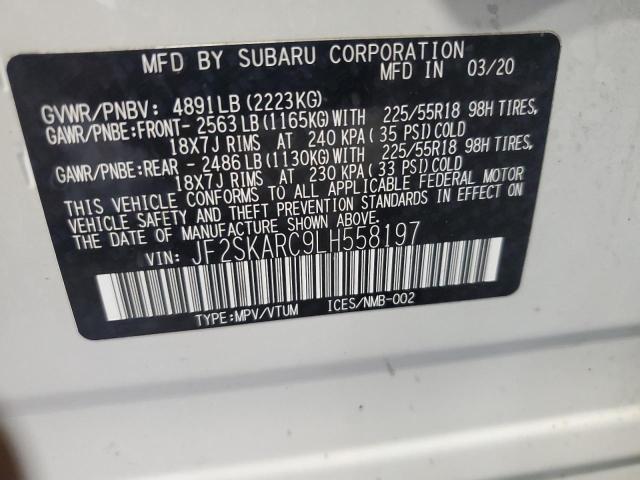 MFD BY SUBARU CORPORATION
MFD IN 03/20
GVWR/PNBV: 4891LB (2223KG)
GAWR/PNBE:FRONT- 2563LB (1165KG)WITH 225/55R18 98H TIRES,
18X7J RIMS AT 240 KPA (35 PSI)COLD
GAWR/PNBE:REAR - 2486LB (1130KG)WITH 225/55R18 98H TIRES,
18X7J RIMS AT 230 KPA (33 PSI)COLD
THIS VEHICLE CONFORMS TO ALL APPLICABLE FEDERAL MOTOR
VEHICLE SAFETY AND THEFT PREVENTION STANDARDS IN EFFECT ON
THE DATE OF MANUFACTURE SHOWN ABOVE.
VIN: JF2SKARC9LH558197
TYPE:MPV/VTUM ICES/NMB-002